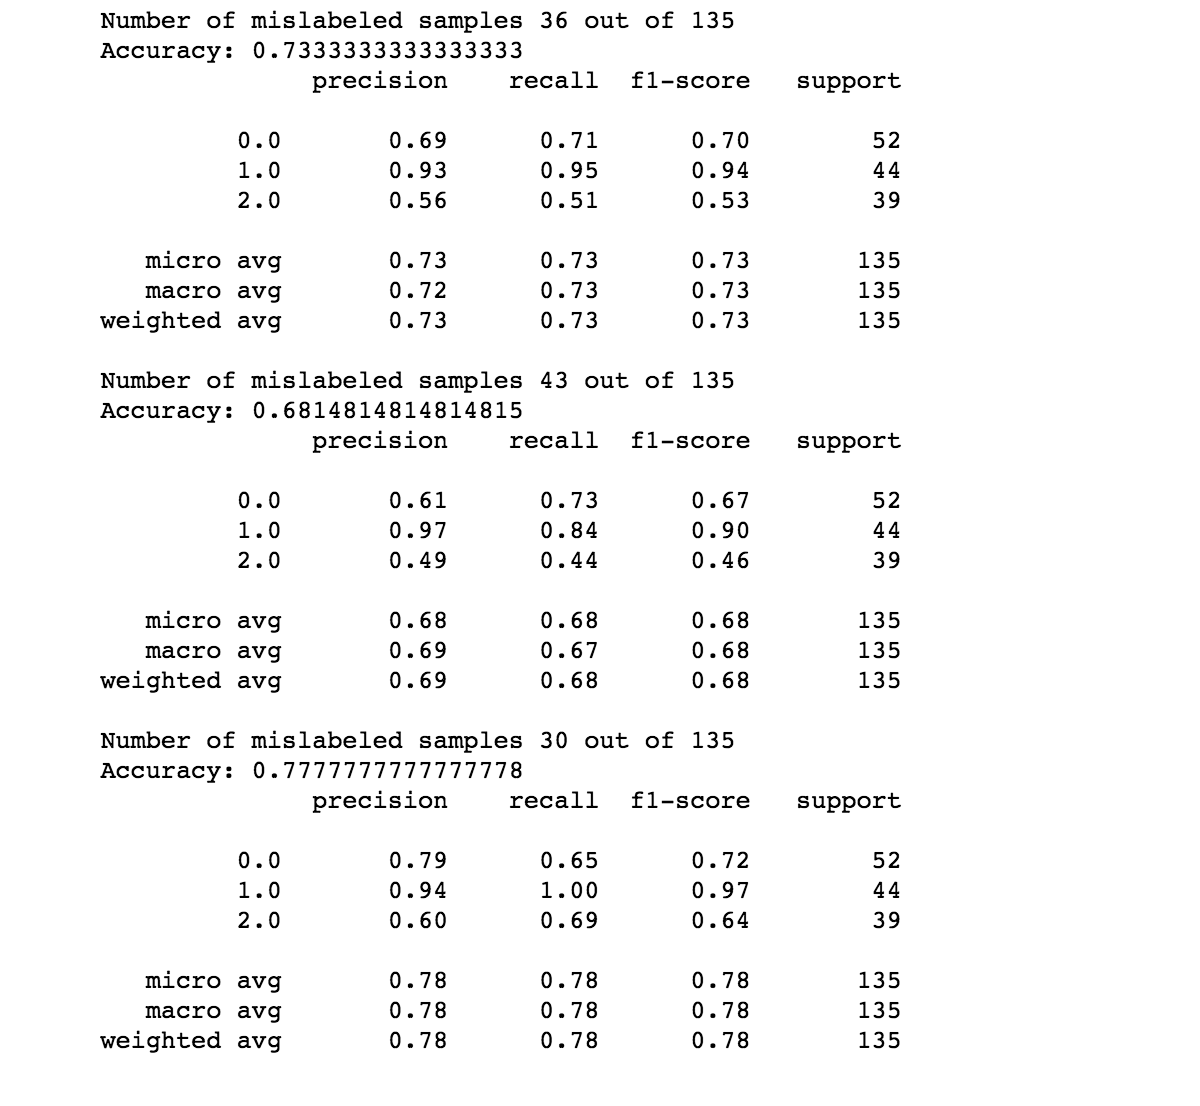 Number of mislabeled samples 36 out of 135
Accuracy: 0.7333333333333333
precision recall f1-score support
0.0 0.69 0.71 0.70 52
1.0 0.93 0.95 0.94 44
2.0 0.56 0.51 0.53 39
micro avg 0.73 0.73 0.73 135
macro avg 0.72 0.73 0.73 135
weighted avg 0.73 0.73 0.73 135
Number of mislabeled samples 43 out of 135
Accuracy: 0.6814814814814815
precision recall f1-score support
0.0 0.61 0.73 0.67 52
1.0 0.97 0.84 0.90 44
2.0 0.49 0.44 0.46 39
micro avg 0.68 0.68 0.68 135
macro avg 0.69 0.67 0.68 135
weighted avg 0.69 0.68 0.68 135
Number of mislabeled samples 30 out of 135
Accuracy: 0.7777777777777778
precision recall f1-score support
0.0 0.79 0.65 0.72 52
1.0 0.94 1.00 0.97 44
2.0 0.60 0.69 0.64 39
micro avg 0.78 0.78 0.78 135
macro avg 0.78 0.78 0.78 135
weighted avg 0.78 0.78 0.78 135